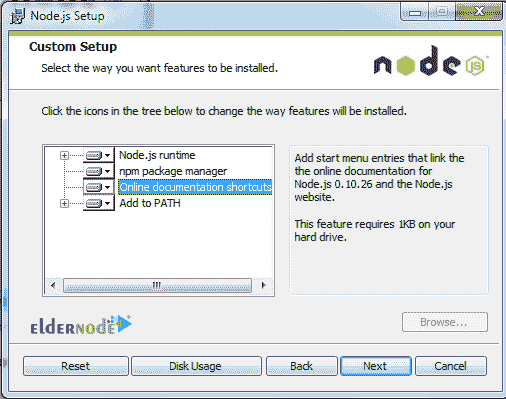 Node.js Setup
Custom Setup
Select the way you want features to be installed.
node
JS
Click the icons in the tree below to change the way features will be installed.
Node.js runtime
npm package manager
Online documentation shortcuts
Add to PATH
Add start menu entries that link the
the online documentation for
Node.js 0.10.26 and the Node.js
website.
This feature requires 1KB on your
hard drive.
ELDERNODE
Browse...
Reset
Disk Usage
Back
Next
Cancel